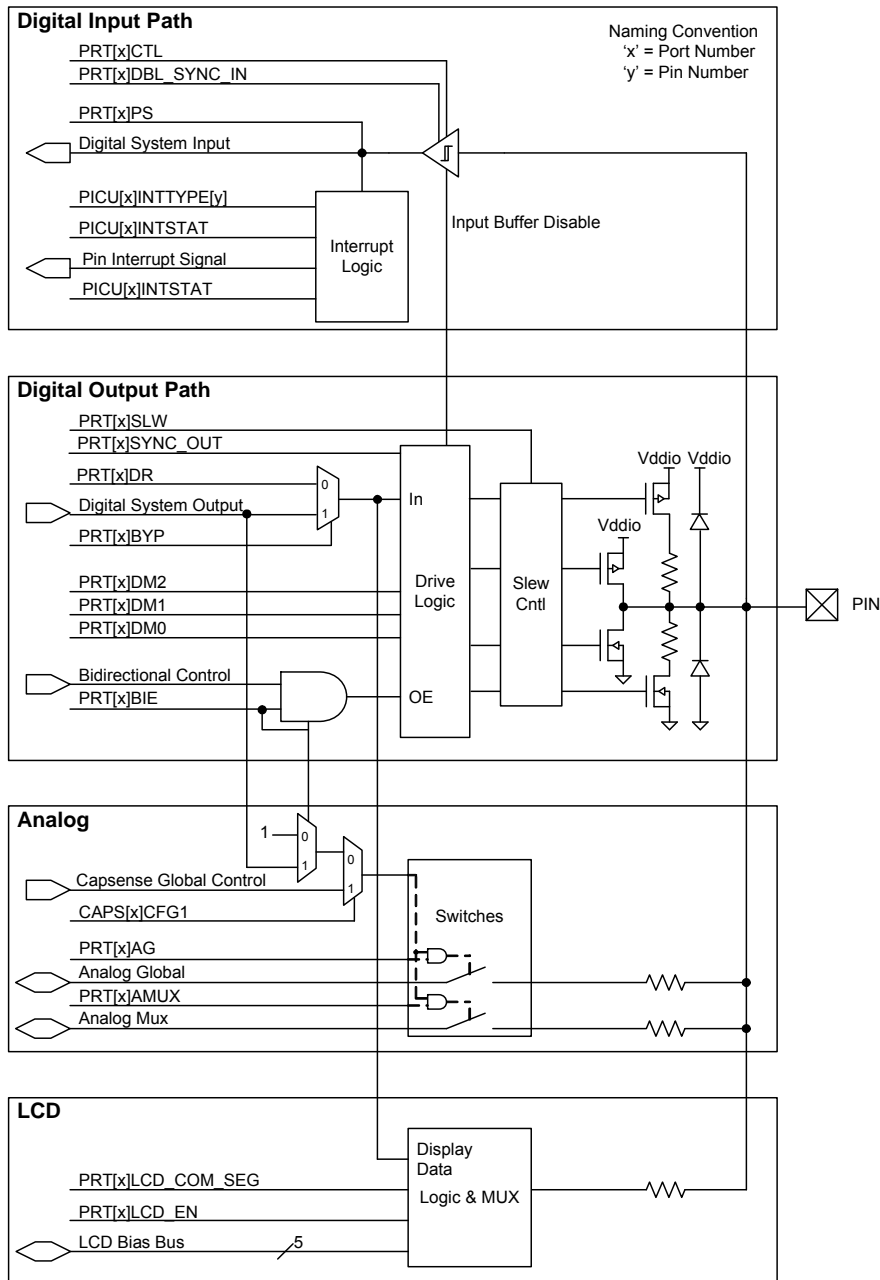 Digital Input Path
Naming Convention
'x' = Port Number
'y' = Pin Number
PRT[x]CTL
PRT[x]DBL_SYNC_IN
PRT[x]PS
Digital System Input
PICU[x]INTTYPE[y]
PICU[x]INTSTAT
Pin Interrupt Signal
PICU[x]INTSTAT
Interrupt
Logic
Input Buffer Disable
Digital Output Path
PRT[x]SLW
PRT[x]SYNC_OUT
PRT[x]DR
Digital System Output
PRT[x]BYP
0
1
In
PRT[x]DM2
PRT[x]DM1
PRT[x]DM0
Drive
Logic
Slew
Cntl
Vddio Vddio
Vddio
PIN
Bidirectional Control
PRT[x]BIE
OE
Analog
1
0
1
0
1
Capsense Global Control
CAPS[x]CFG1
Switches
PRT[x]AG
Analog Global
PRT[x]AMUX
Analog Mux
LCD
Display
Data
Logic & MUX
PRT[x]LCD_COM_SEG
PRT[x]LCD_EN
LCD Bias Bus
5